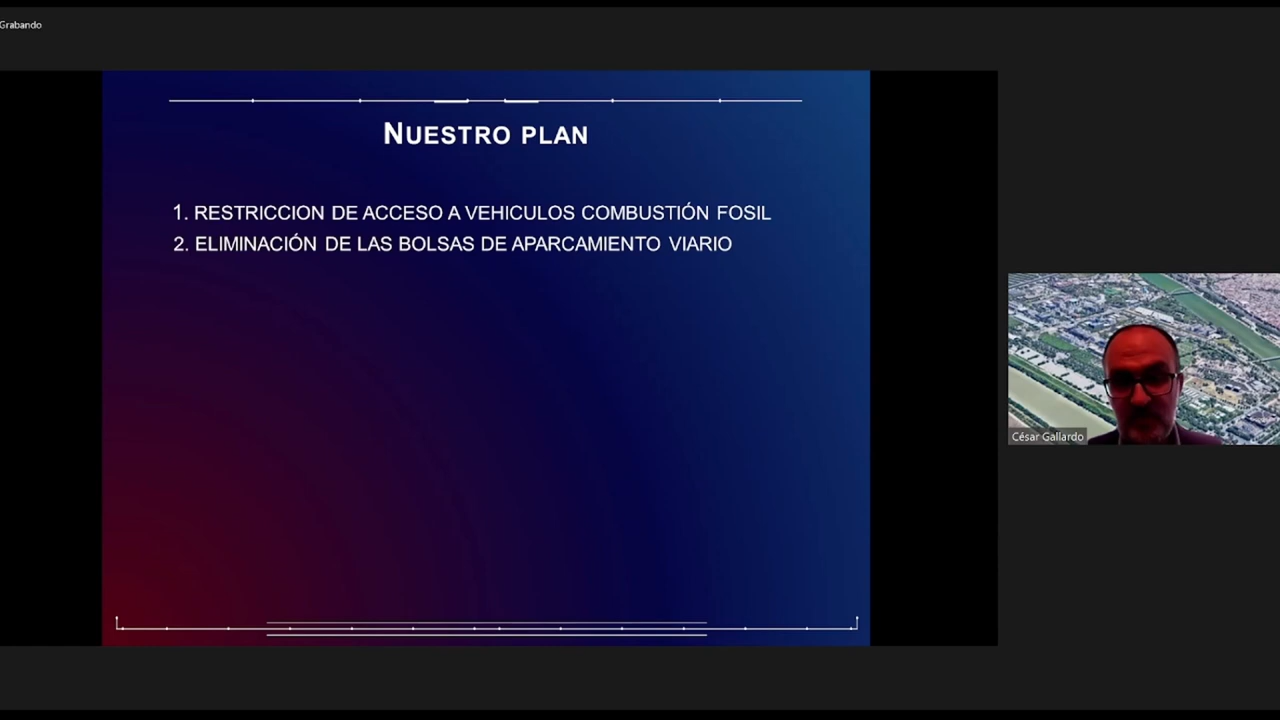 Grabando
NUESTRO PLAN
1. RESTRICCION DE ACCESO A VEHICULOS COMBUSTIÓN FOSIL
2. ELIMINACIÓN DE LAS BOLSAS DE APARCAMIENTO VIARIO
César Gallardo